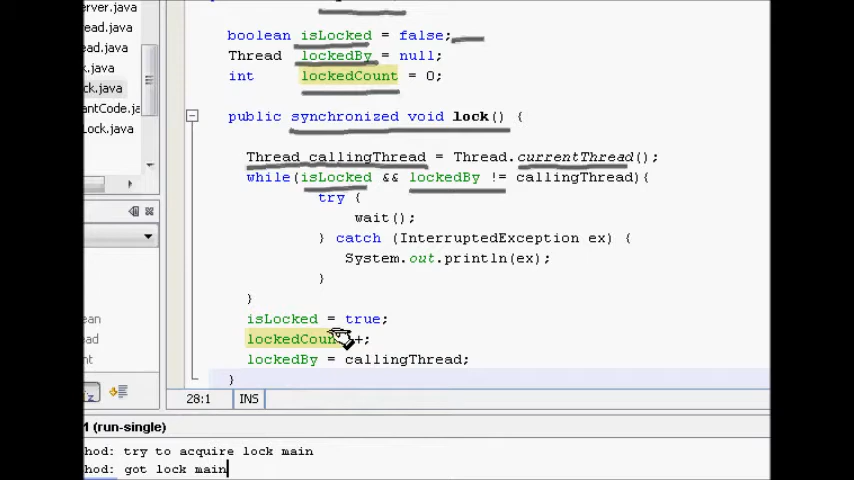 erver.java
ead.java
boolean isLocked = false;
ead.java
Thread lockedBy = null;
k.java
int lockedCount = 0;
ck.java
antCode.ja
public synchronized void lock() {
Lock.java
Thread callingThread = Thread.currentThread();
while(isLocked && lockedBy != callingThread){
try {
wait();
} catch (InterruptedException ex) {
System.out.println(ex);
}
}
ean
isLocked = true;
ad
lockedCoun +;
nt
lockedBy = callingThread;
}
28:1 INS
1 (run-single)
hod: try to acquire lock main
hod: got lock main